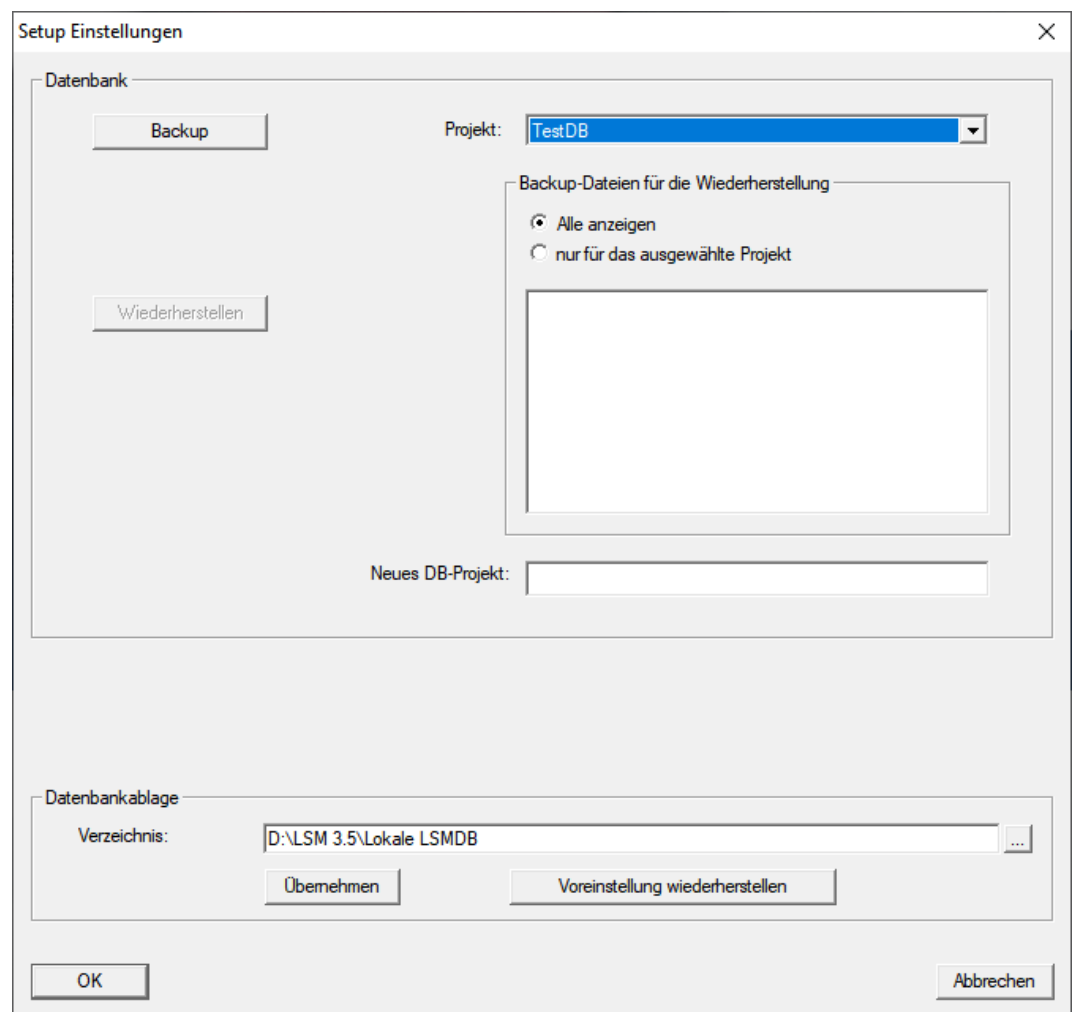 Setup Einstellungen
Datenbank
Backup
Projekt:
TestDB
Backup-Dateien für die Wiederherstellung
Alle anzeigen
nur für das ausgewählte Projekt
Wiederherstellen
Neues DB-Projekt:
Datenbankablage
Verzeichnis:
D:\LSM 3.5\Lokale LSMDB
...
Übernehmen
Voreinstellung wiederherstellen
OK
Abbrechen